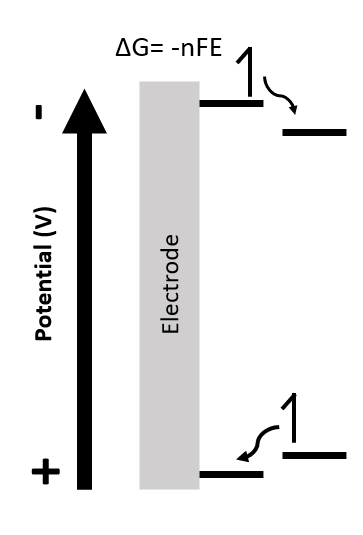 ΔG= -nFE
-
Potential (V)
Electrode
+